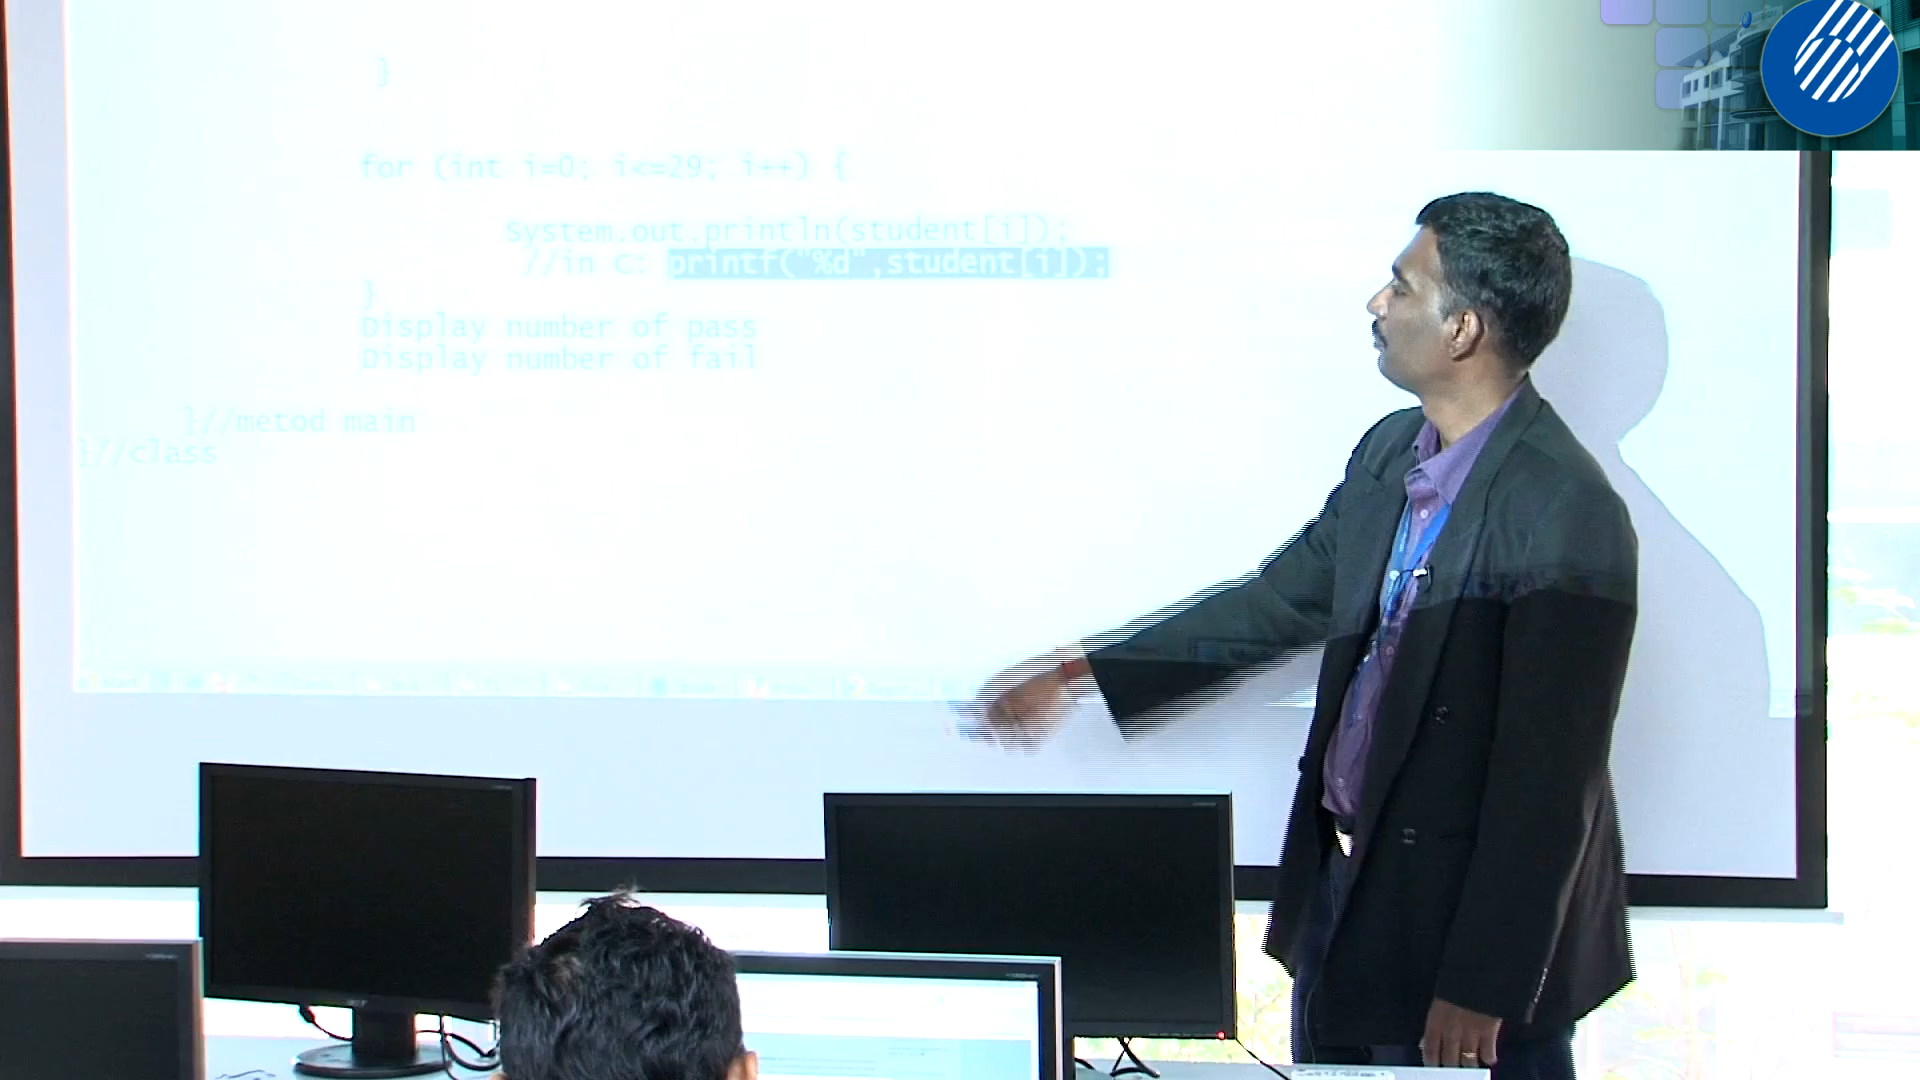 }
for (int i=0; i<=29; i++) {
System.out.println(student[i]);
//in C: printf("%d",student[i]);
}
Display number of pass
Display number of fail
}//metod main
}//class